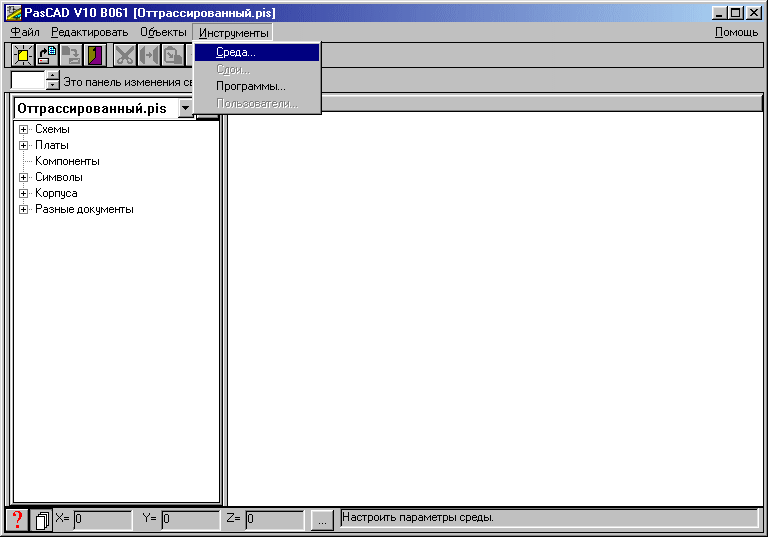 PasCAD V10 B061 [Оттрассированный.pis]
Файл Редактировать Объекты Инструменты Помощь
Среда...
Слои...
Программы...
Пользователи...
Это панель изменения
Оттрассированный.pis
Схемы
Платы
Компоненты
Символы
Корпуса
Разные документы
? X= 0 Y= 0 Z= 0 ... Настроить параметры среды.